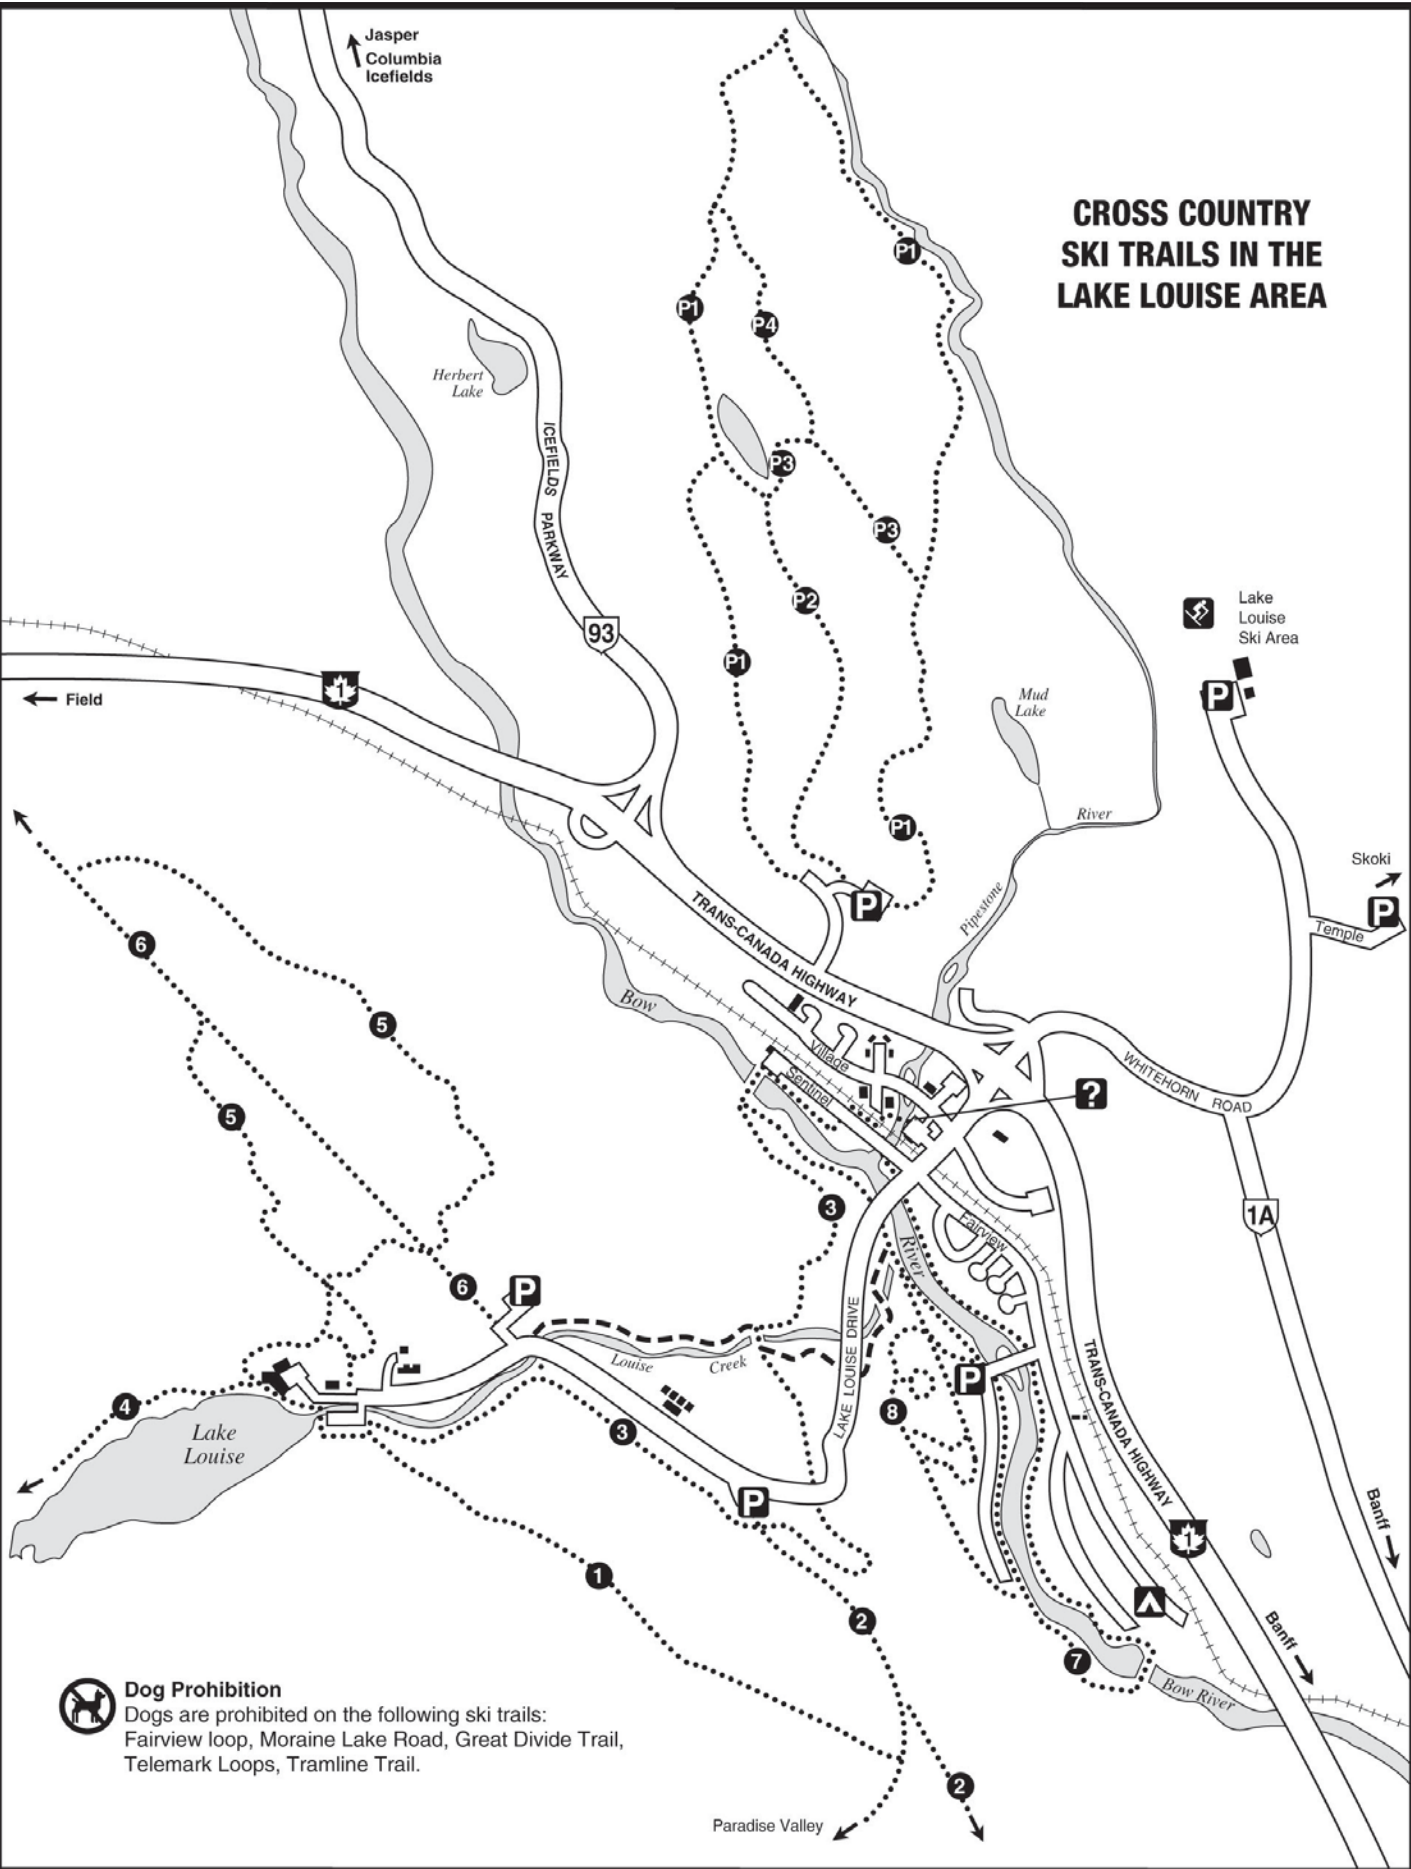 Jasper
Columbia
Icefields
CROSS COUNTRY
SKI TRAILS IN THE
LAKE LOUISE AREA
P1
P1
P4
Herbert
Lake
ICEFIELDS PARKWAY
P3
P3
P2
P1
93
Lake
Louise
Ski Area
P
1
Field
Mud
Lake
River
P1
Skoki
P
Temple
P
Pipestone
TRANS-CANADA HIGHWAY
6
5
Bow
Village
Sentinel
WHITEHORN ROAD
?
5
3
1A
Fairview
River
6
P
LAKE LOUISE DRIVE
Louise Creek
TRANS-CANADA HIGHWAY
P
4
8
3
Lake
Louise
P
Banff
1
1
2
Banff
7
Bow River
Dog Prohibition
Dogs are prohibited on the following ski trails:
Fairview loop, Moraine Lake Road, Great Divide Trail,
Telemark Loops, Tramline Trail.
2
Paradise Valley